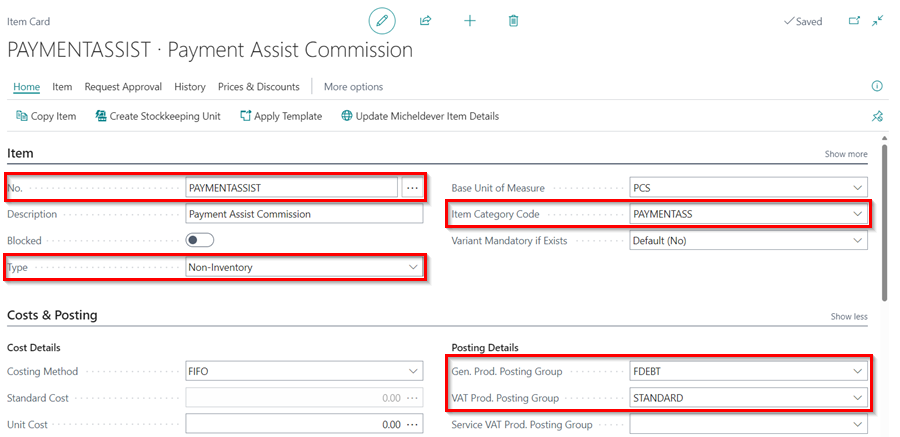 Item Card
Saved
PAYMENTASSIST · Payment Assist Commission
Home Item Request Approval History Prices & Discounts More options
Copy Item Create Stockkeeping Unit Apply Template Update Micheldever Item Details
Item Show more
No. PAYMENTASSIST ... Base Unit of Measure PCS
Description Payment Assist Commission Item Category Code PAYMENTASS
Blocked Variant Mandatory if Exists Default (No)
Type Non-Inventory
Costs & Posting Show less
Cost Details Posting Details
Costing Method FIFO Gen. Prod. Posting Group FDEBT
Standard Cost 0.00 ... VAT Prod. Posting Group STANDARD
Unit Cost 0.00 ... Service VAT Prod. Posting Group